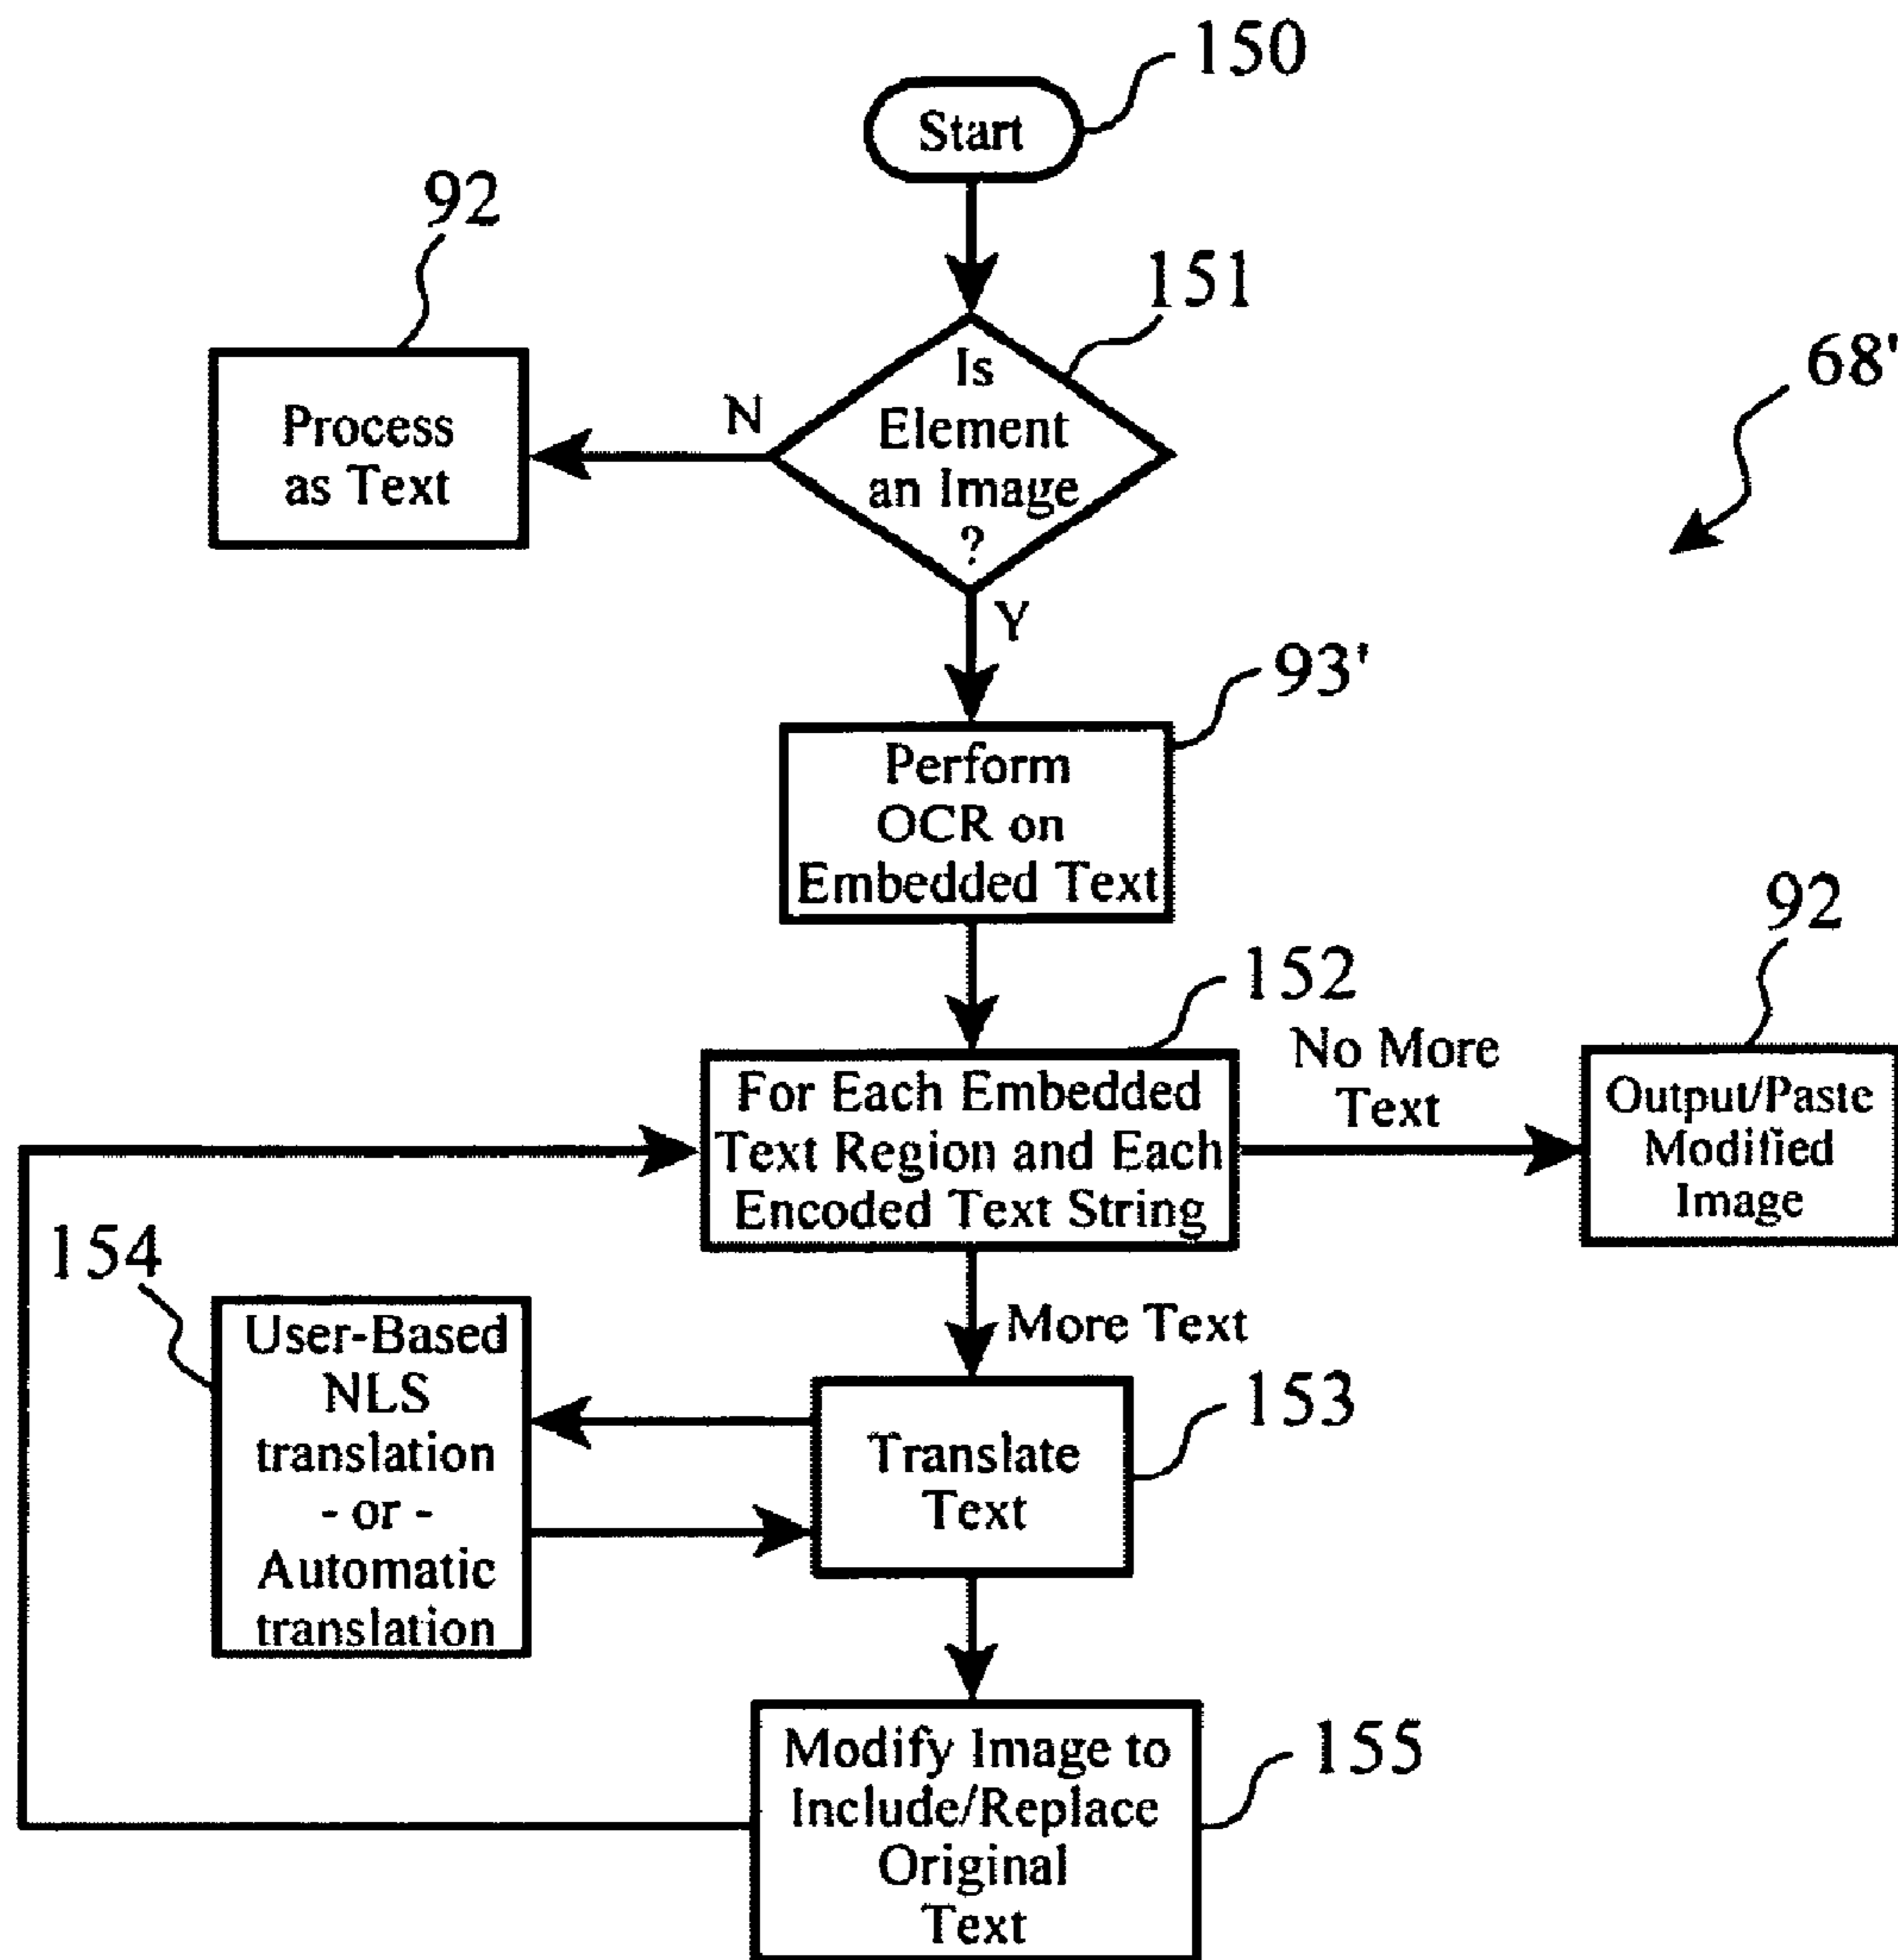 150
Start
92
151
68'
Process
as Text
N
Is
Element
an Image
?
Y
93'
Perform
OCR on
Embedded Text
92
152
No More
Text
For Each Embedded
Text Region and Each
Encoded Text String
Output/Paste
Modified
Image
154
More Text
User-Based
NLS
translation
- or -
Automatic
translation
153
Translate
Text
155
Modify Image to
Include/Replace
Original
Text